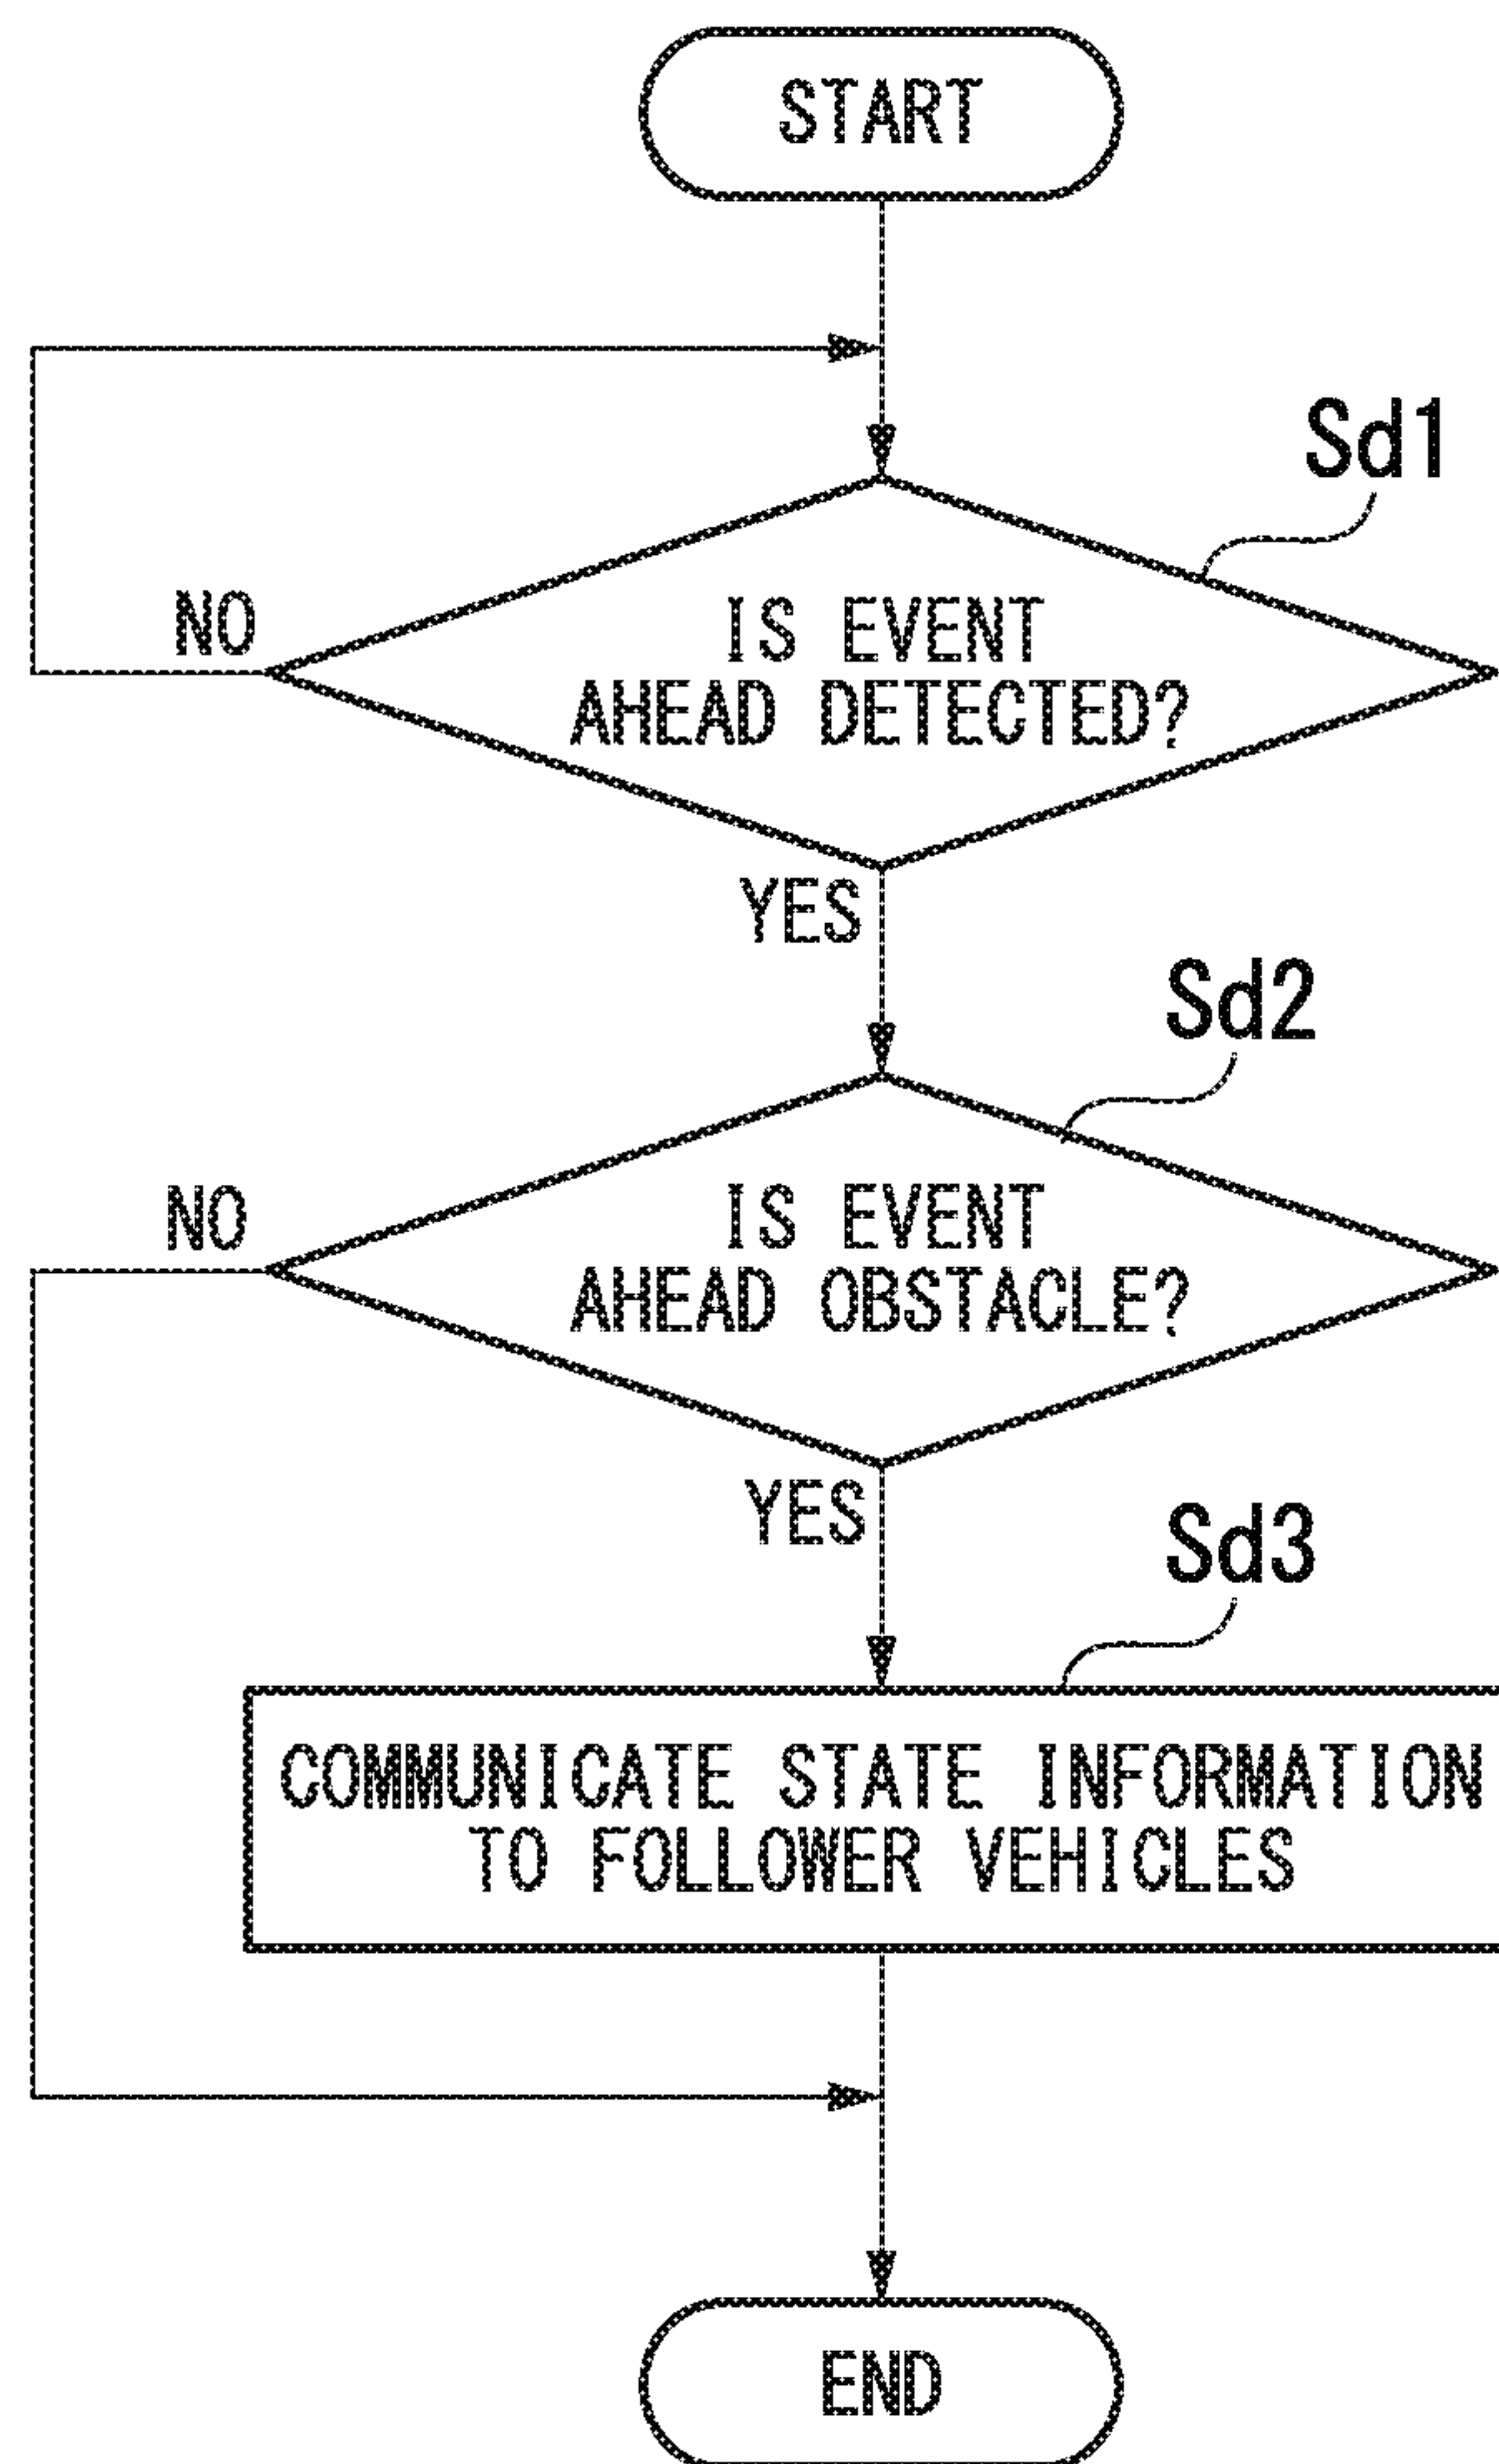 START
Sd1
NO
IS EVENT
AHEAD DETECTED?
YES
Sd2
NO
IS EVENT
AHEAD OBSTACLE?
YES
Sd3
COMMUNICATE STATE INFORMATION
TO FOLLOWER VEHICLES
END